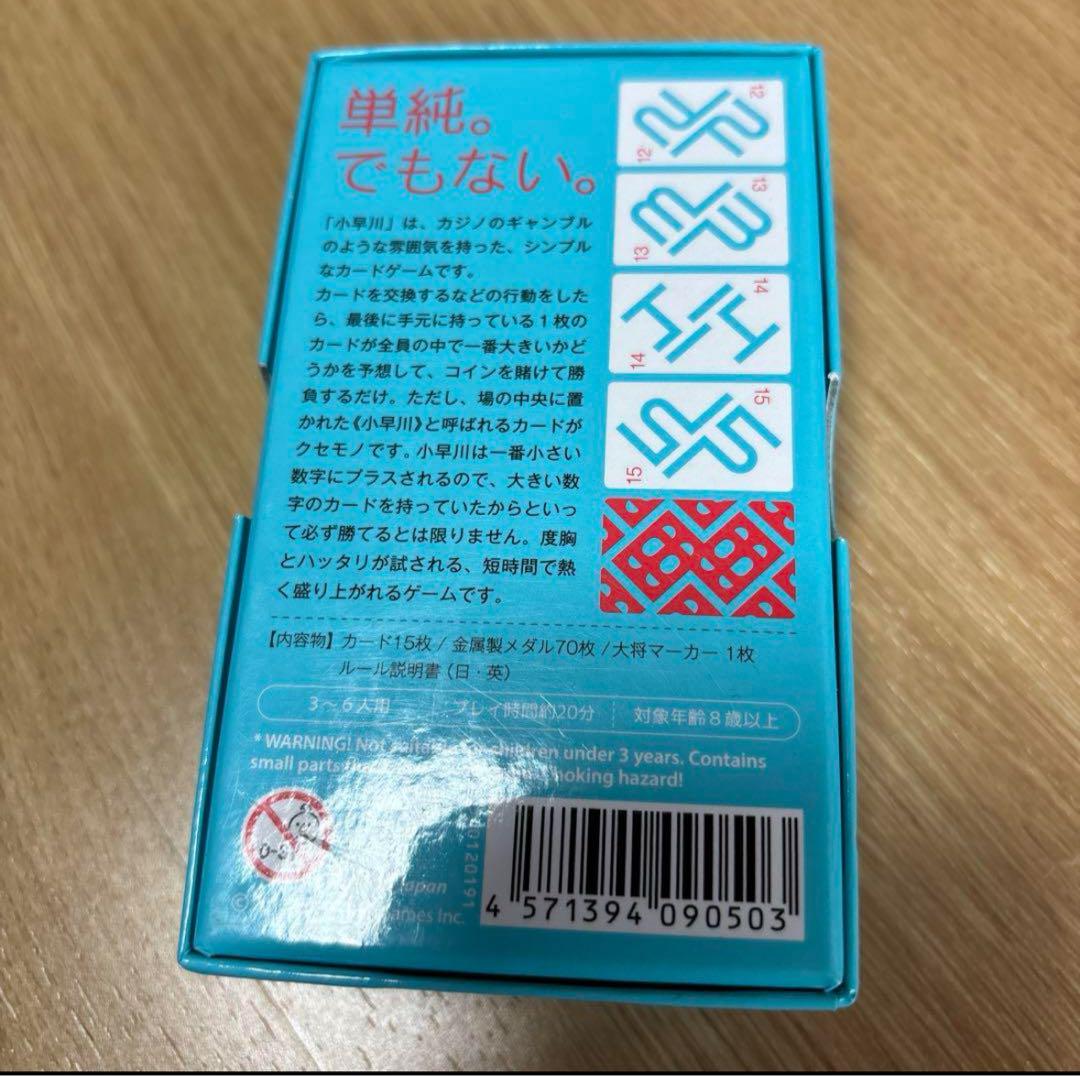 単純。
でもない。
「小早川」は、カジノのギャンブル
のような雰囲気を持った、シンプル
なカードゲームです。
カードを交換するなどの行動をした
ら、最後に手元に持っている1枚の
カードが全員の中で一番大きいかど
うかを予想して、コインを賭けて勝
負するだけ。ただし、場の中央に置
かれた《小早川》と呼ばれるカードが
クセモノです。小早川は一番小さい
数字にプラスされるので、大きい数
字のカードを持っていたからといっ
て必ず勝てるとは限りません。度胸
とハッタリが試される、短時間で熱
く盛り上がれるゲームです。
12
12
13
13
14
14
15
15
【内容物】カード15枚 / 金属製メダル70枚 / 大将マーカー 1枚
ルール説明書（日・英）
3～6人用 プレイ時間約20分 対象年齢8歳以上
* WARNING! Not suitable for children under 3 years. Contains
small parts hoking hazard!
0-3
Japan
ames Inc.
0120191
4 571394 090503